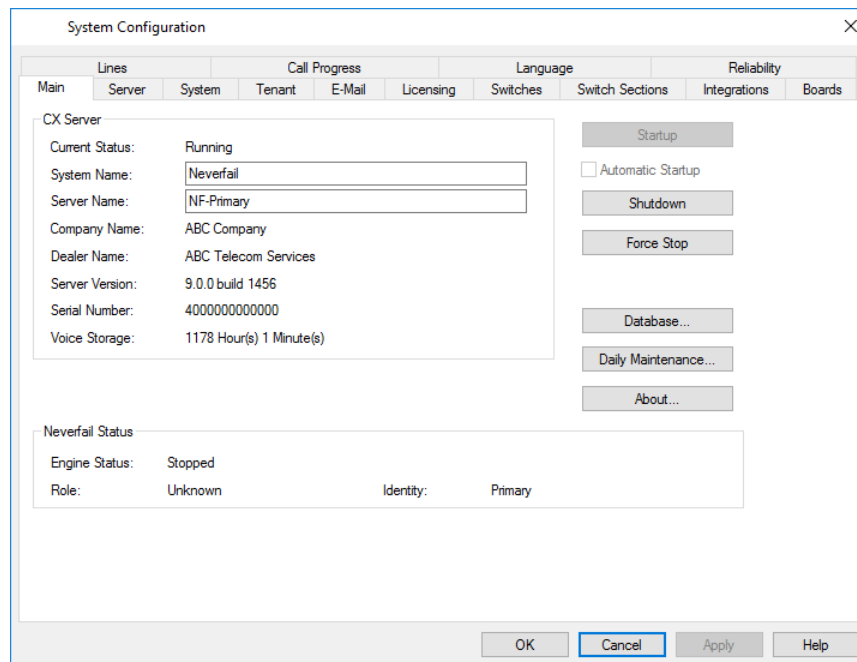 System Configuration
Lines Call Progress Language Reliability
Main Server System Tenant E-Mail Licensing Switches Switch Sections Integrations Boards
CX Server
Current Status: Running
System Name: Neverfail
Server Name: NF-Primary
Company Name: ABC Company
Dealer Name: ABC Telecom Services
Server Version: 9.0.0 build 1456
Serial Number: 4000000000000
Voice Storage: 1178 Hour(s) 1 Minute(s)
Startup
Automatic Startup
Shutdown
Force Stop
Database...
Daily Maintenance...
About...
Neverfail Status
Engine Status: Stopped
Role: Unknown Identity: Primary
OK Cancel Apply Help